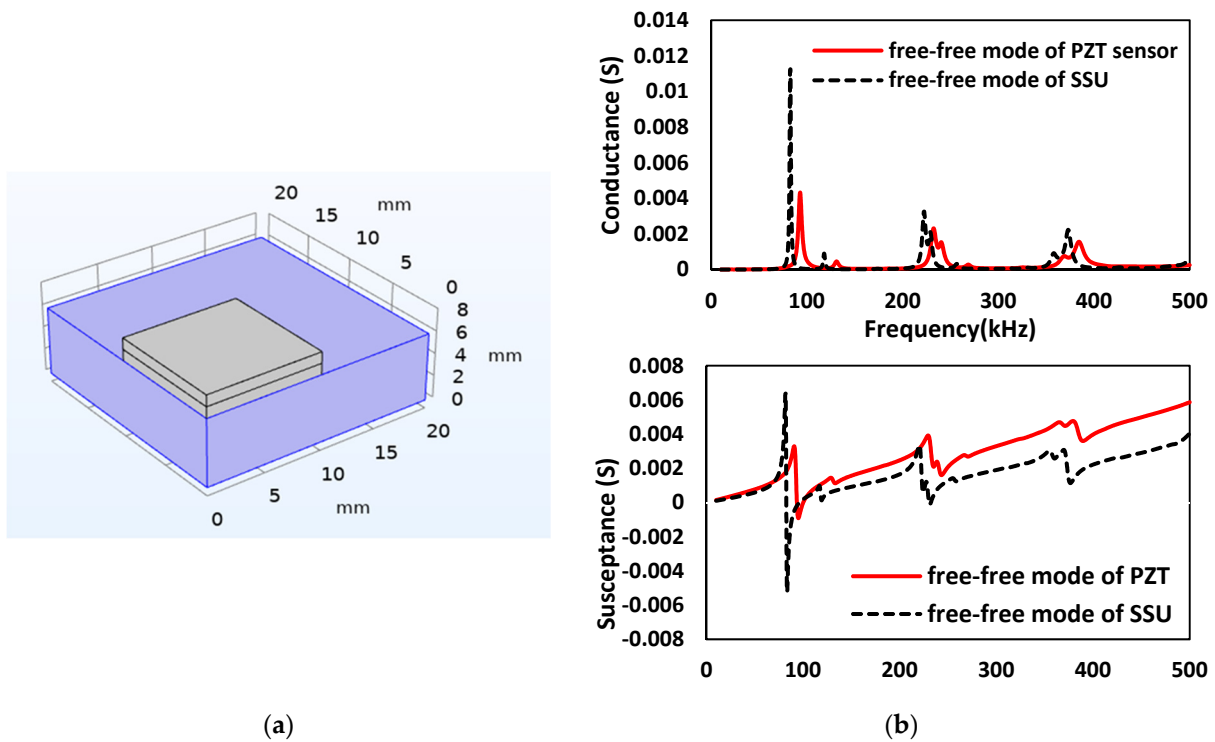 20
15
mm
10
5
0
8
6
4
mm
2
0
20
15
10
mm
5
0
(a)
0.014
0.012
0.01
0.008
0.006
0.004
0.002
0
Conductance (S)
free-free mode of PZT sensor
free-free mode of SSU
0 100 200 300 400 500
Frequency(kHz)
0.008
0.006
0.004
0.002
0
-0.002
-0.004
-0.006
-0.008
Susceptance (S)
free-free mode of PZT
free-free mode of SSU
0 100 200 300 400 500
(b)